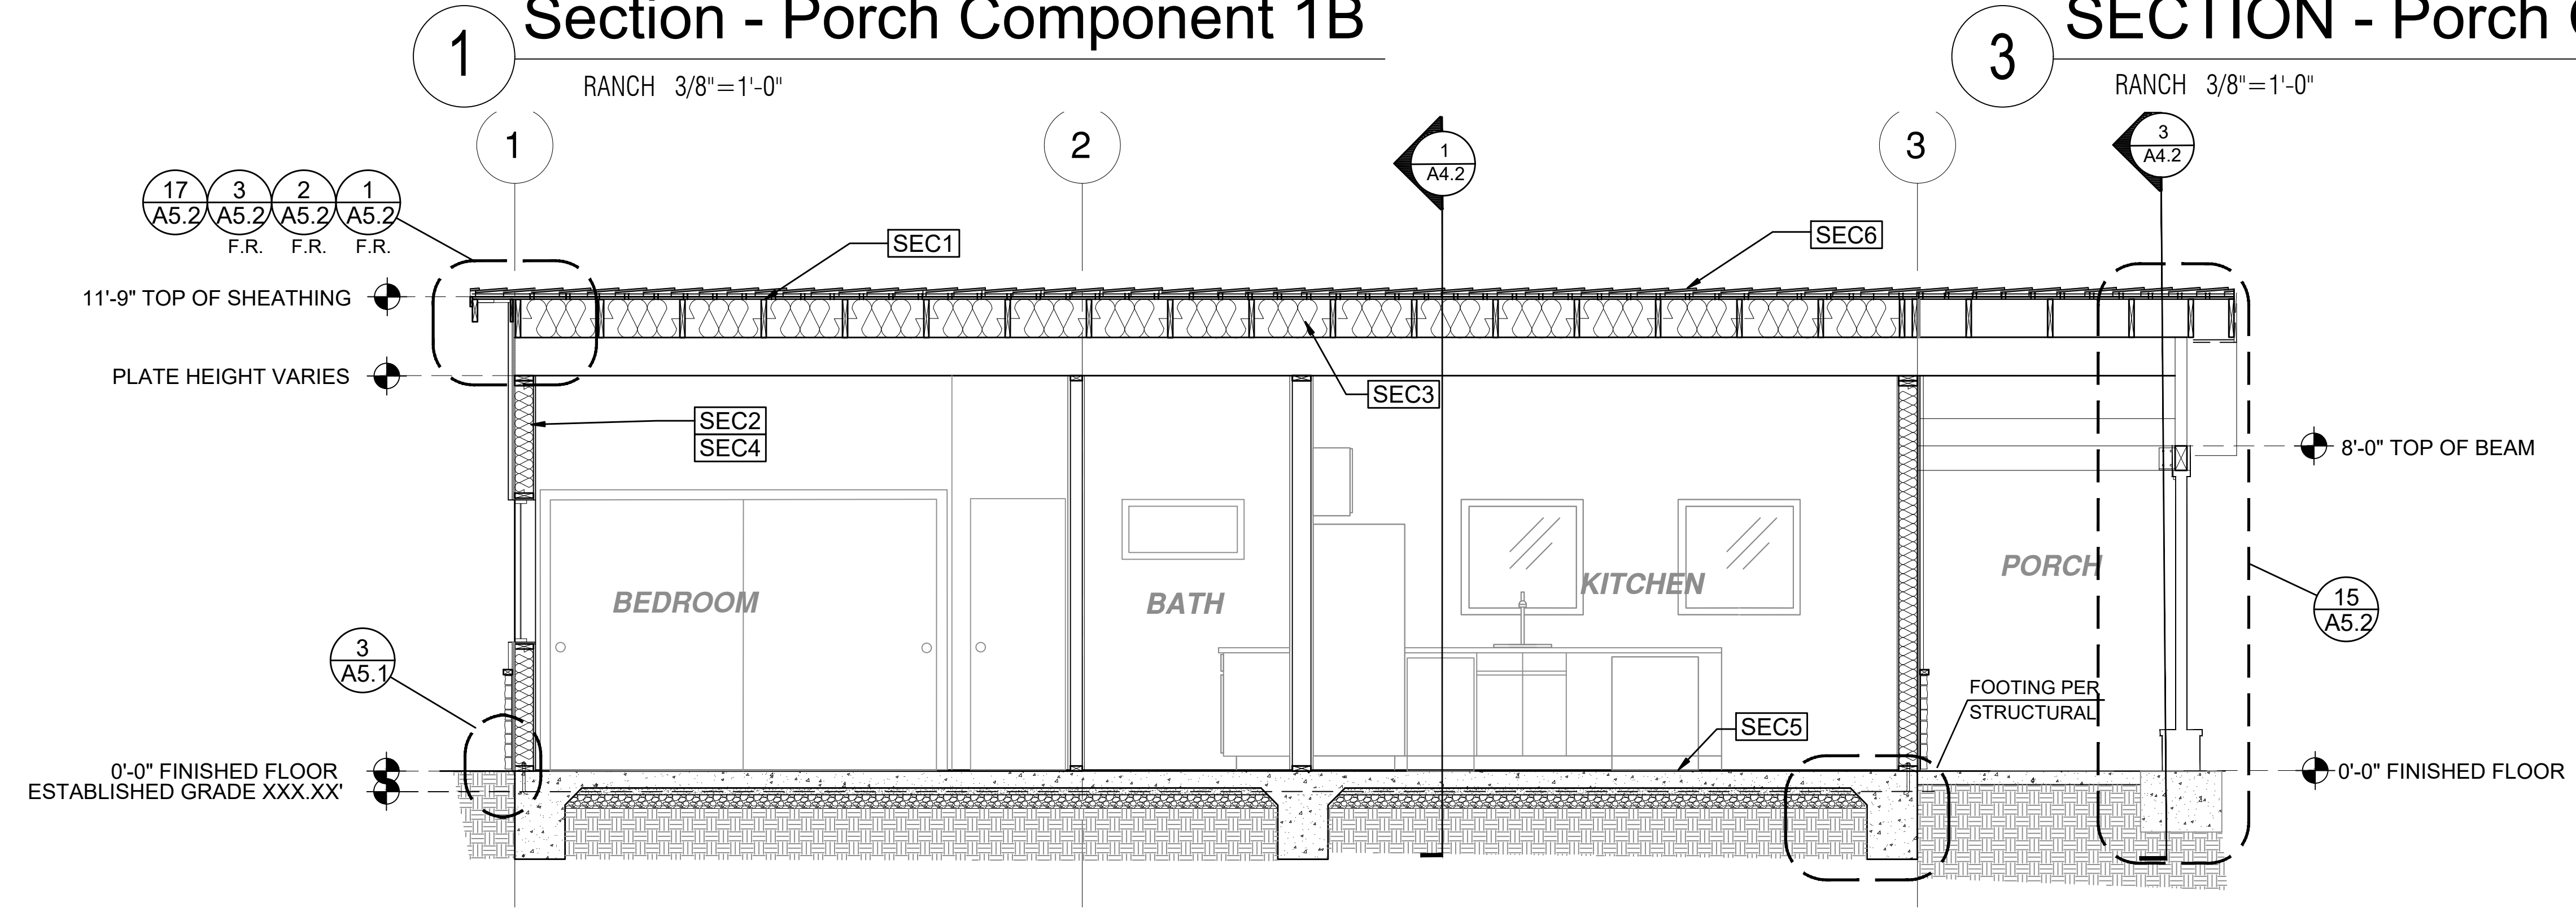 1
Section - Porch Component 1B
RANCH 3/8"=1'-0"
3
SECTION - Porch
RANCH 3/8"=1'-0"
1
2
3
1
A4.2
3
A4.2
17
A5.2
3
A5.2
F.R.
2
A5.2
F.R.
1
A5.2
F.R.
SEC1
SEC6
11'-9" TOP OF SHEATHING
PLATE HEIGHT VARIES
SEC3
SEC2
SEC4
8'-0" TOP OF BEAM
BEDROOM
BATH
KITCHEN
PORCH
15
A5.2
3
A5.1
FOOTING PER
STRUCTURAL
SEC5
0'-0" FINISHED FLOOR
ESTABLISHED GRADE XXX.XX'
0'-0" FINISHED FLOOR